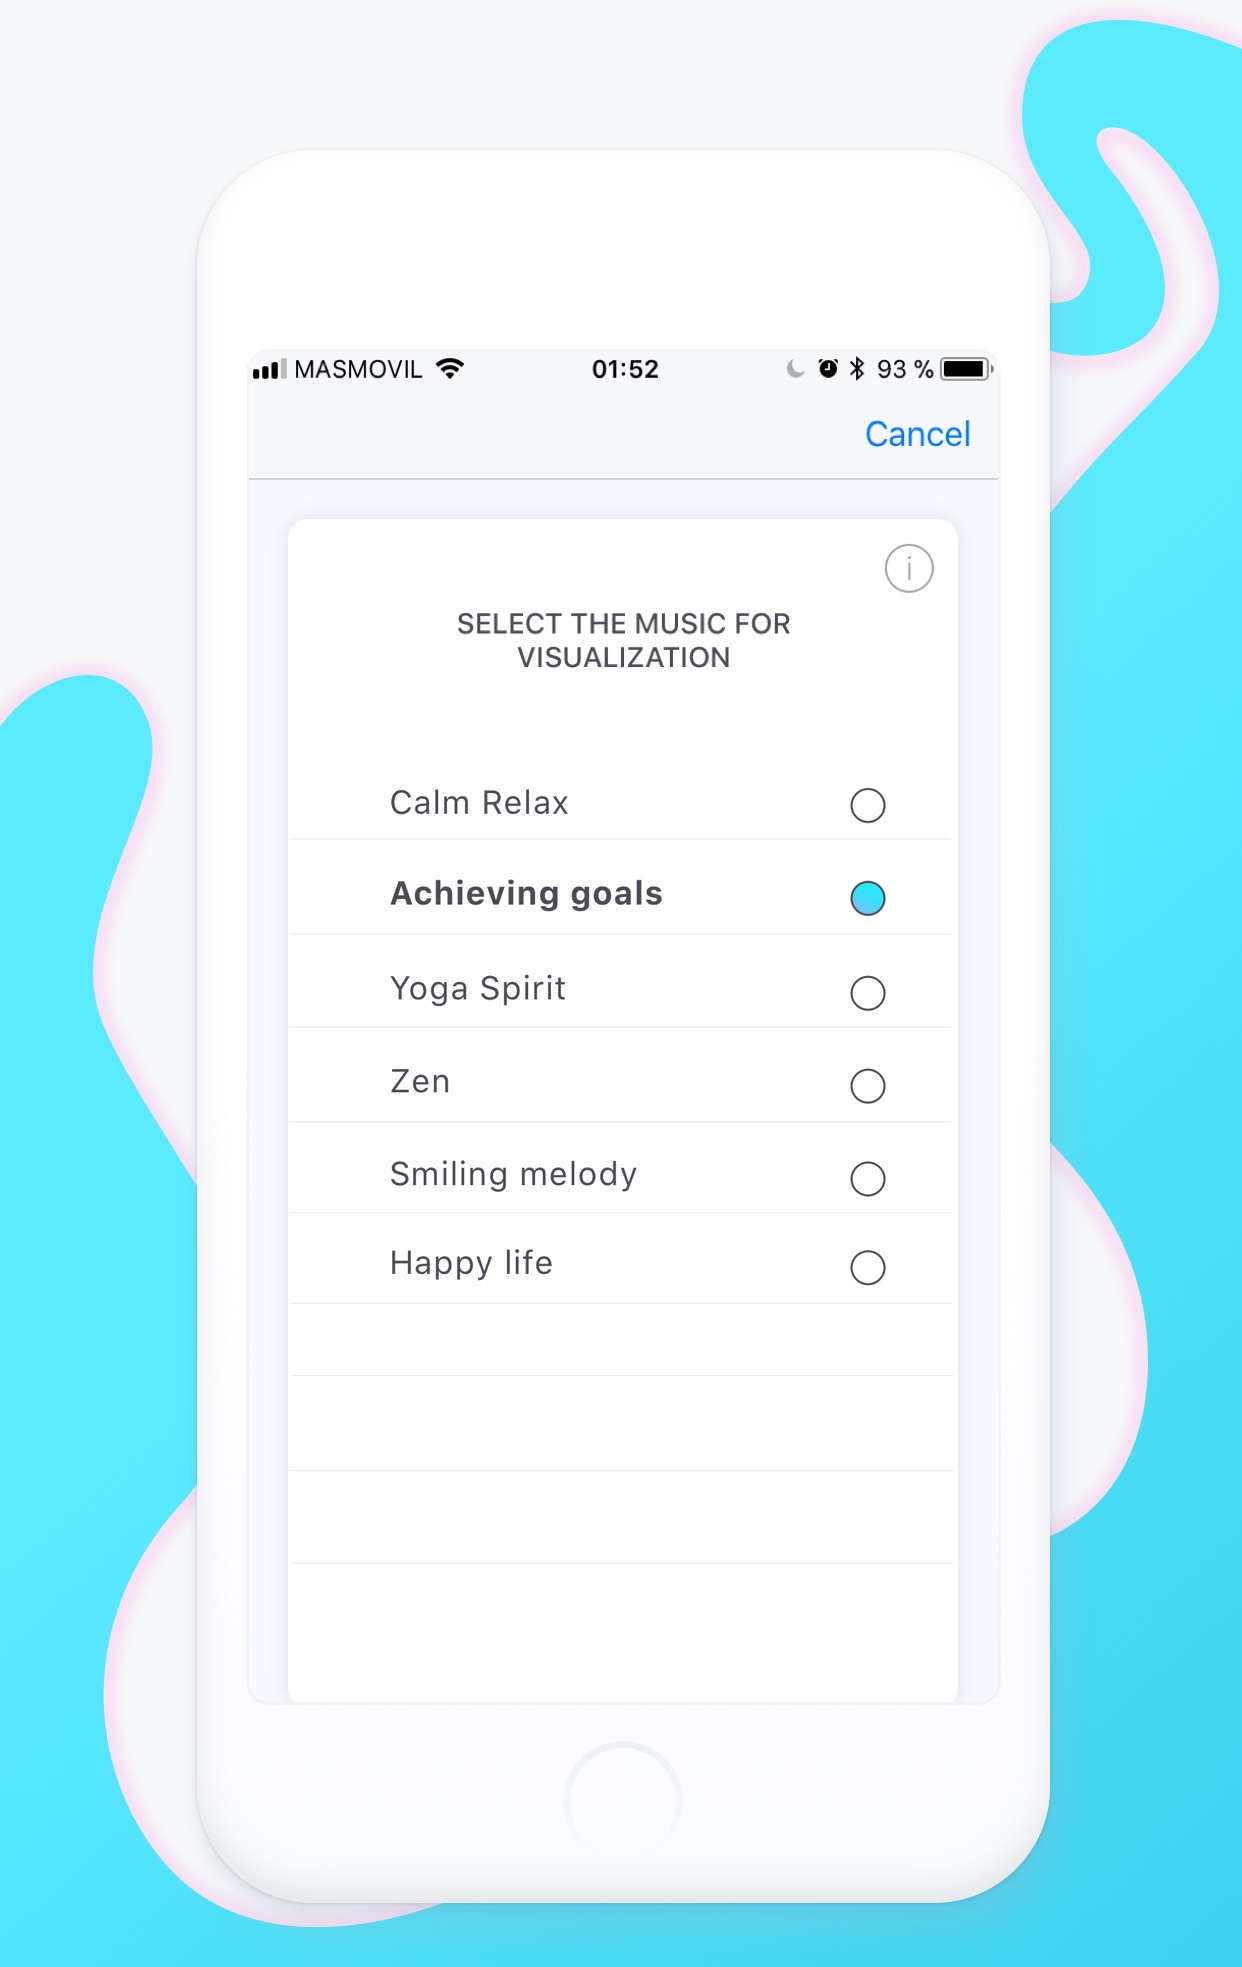 MASMOVIL 01:52 93 %
Cancel
SELECT THE MUSIC FOR
VISUALIZATION
Calm Relax
Achieving goals
Yoga Spirit
Zen
Smiling melody
Happy life